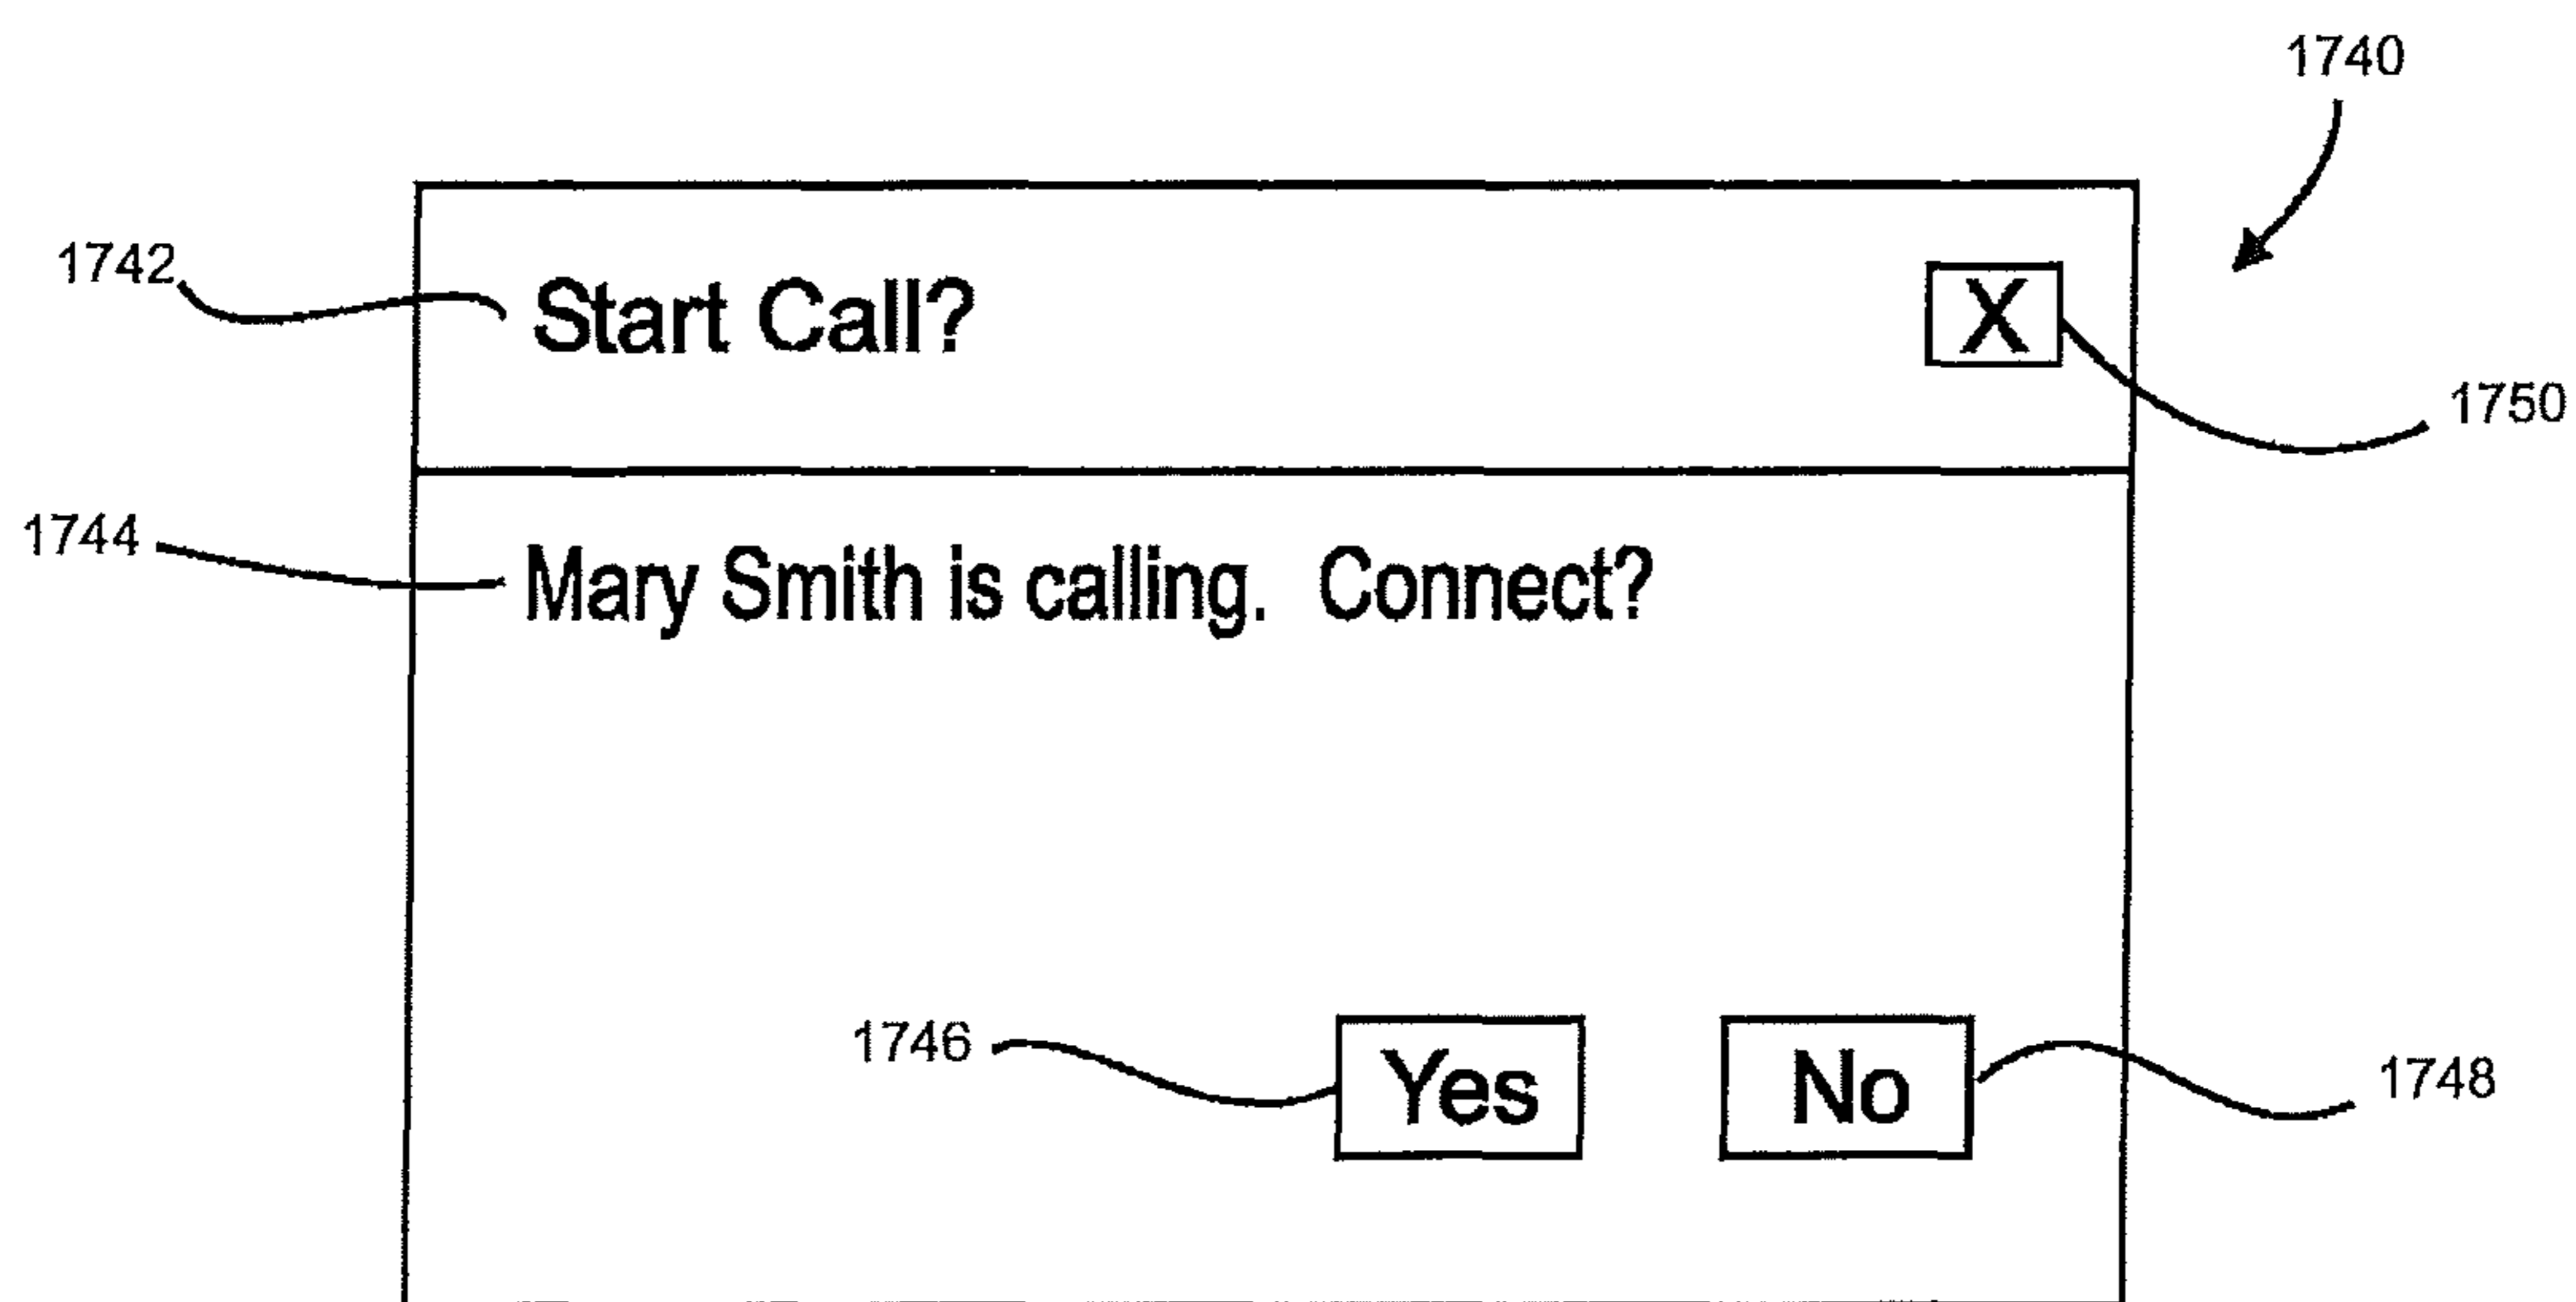 1740
1742
Start Call?
X
1750
1744
Mary Smith is calling.  Connect?
1746
Yes
No
1748